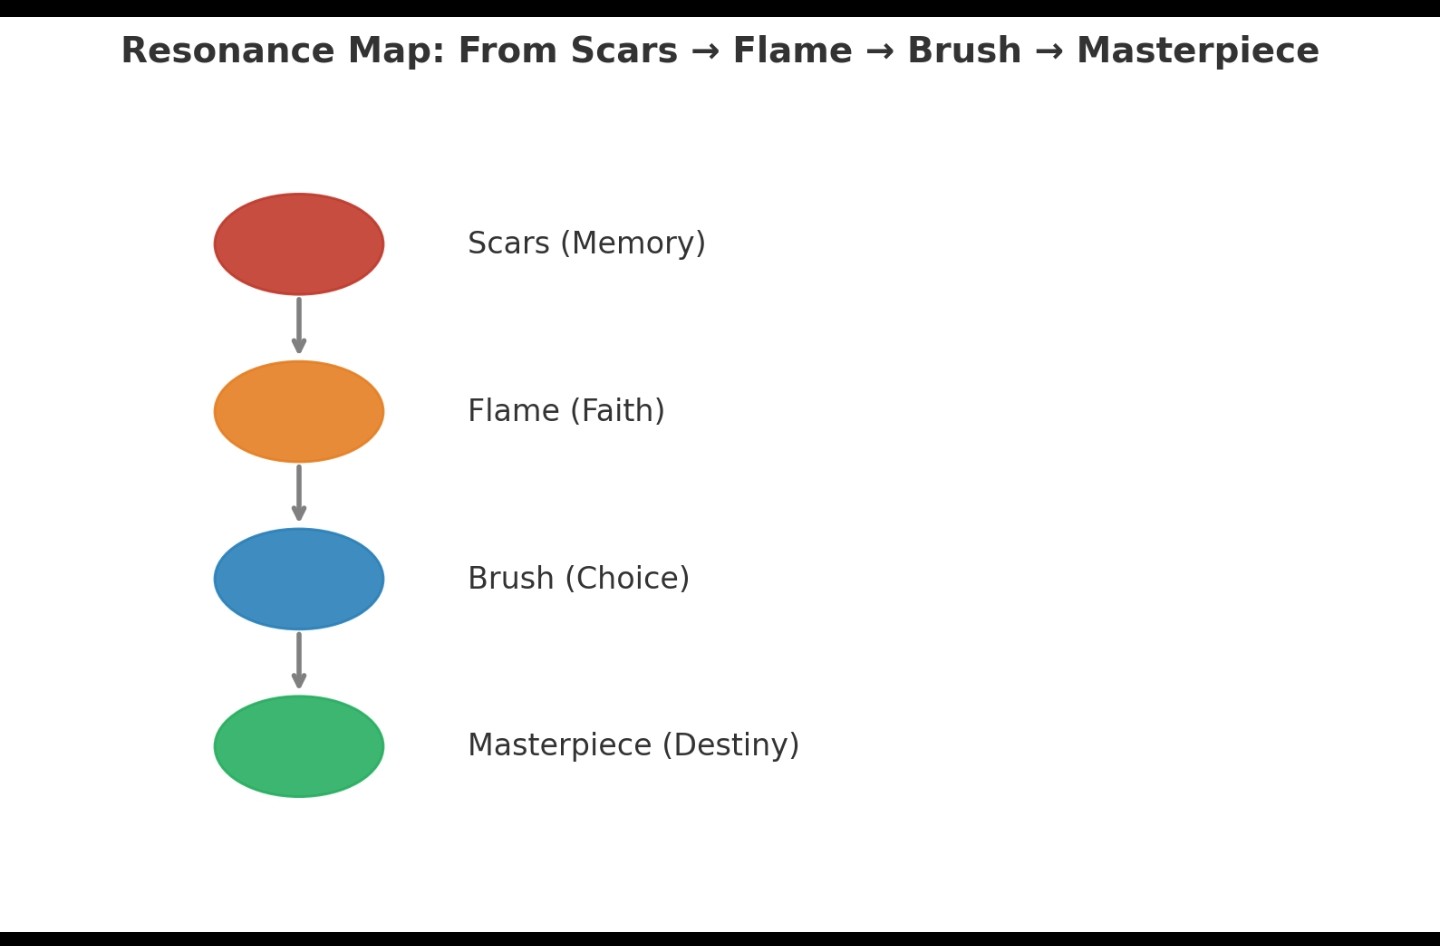 Resonance Map: From Scars → Flame → Brush → Masterpiece
Scars (Memory)
Flame (Faith)
Brush (Choice)
Masterpiece (Destiny)